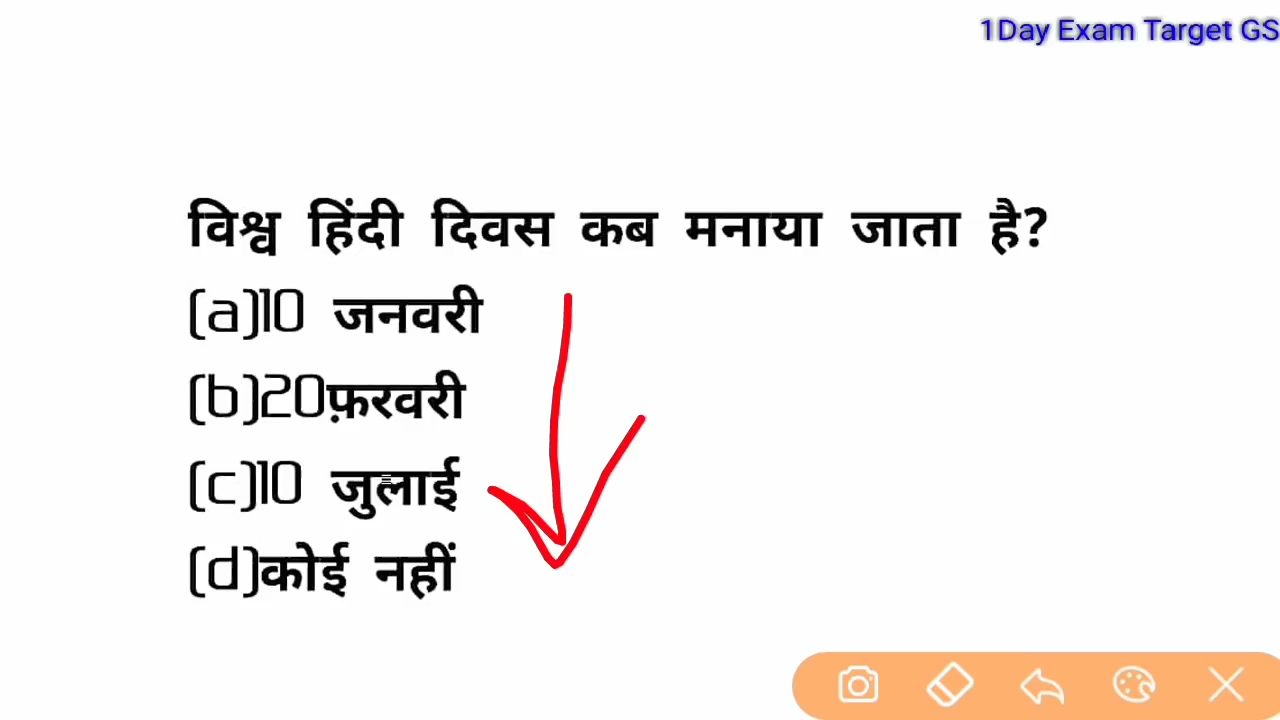 1Day Exam Target GS
विश्व हिंदी दिवस कब मनाया जाता है?
(a)10 जनवरी
(b)20फ़रवरी
(c)10 जुलाई
(d)कोई नहीं